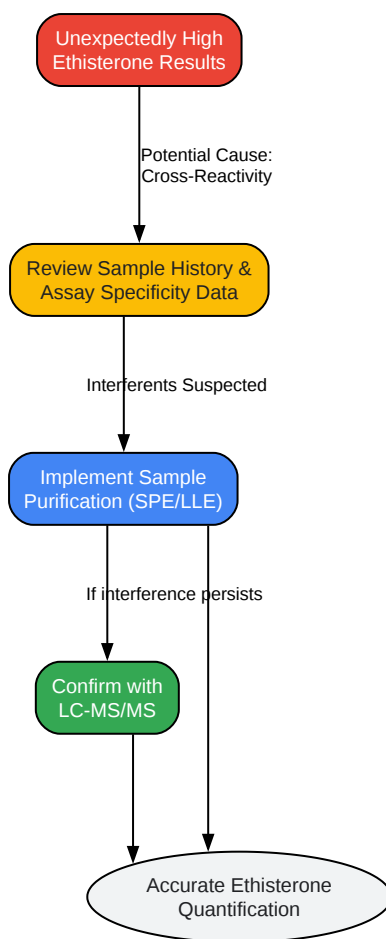 Unexpectedly High
Ethisterone Results
Potential Cause:
Cross-Reactivity
Review Sample History &
Assay Specificity Data
Interferents Suspected
Implement Sample
Purification (SPE/LLE)
If interference persists
Confirm with
LC-MS/MS
Accurate Ethisterone
Quantification